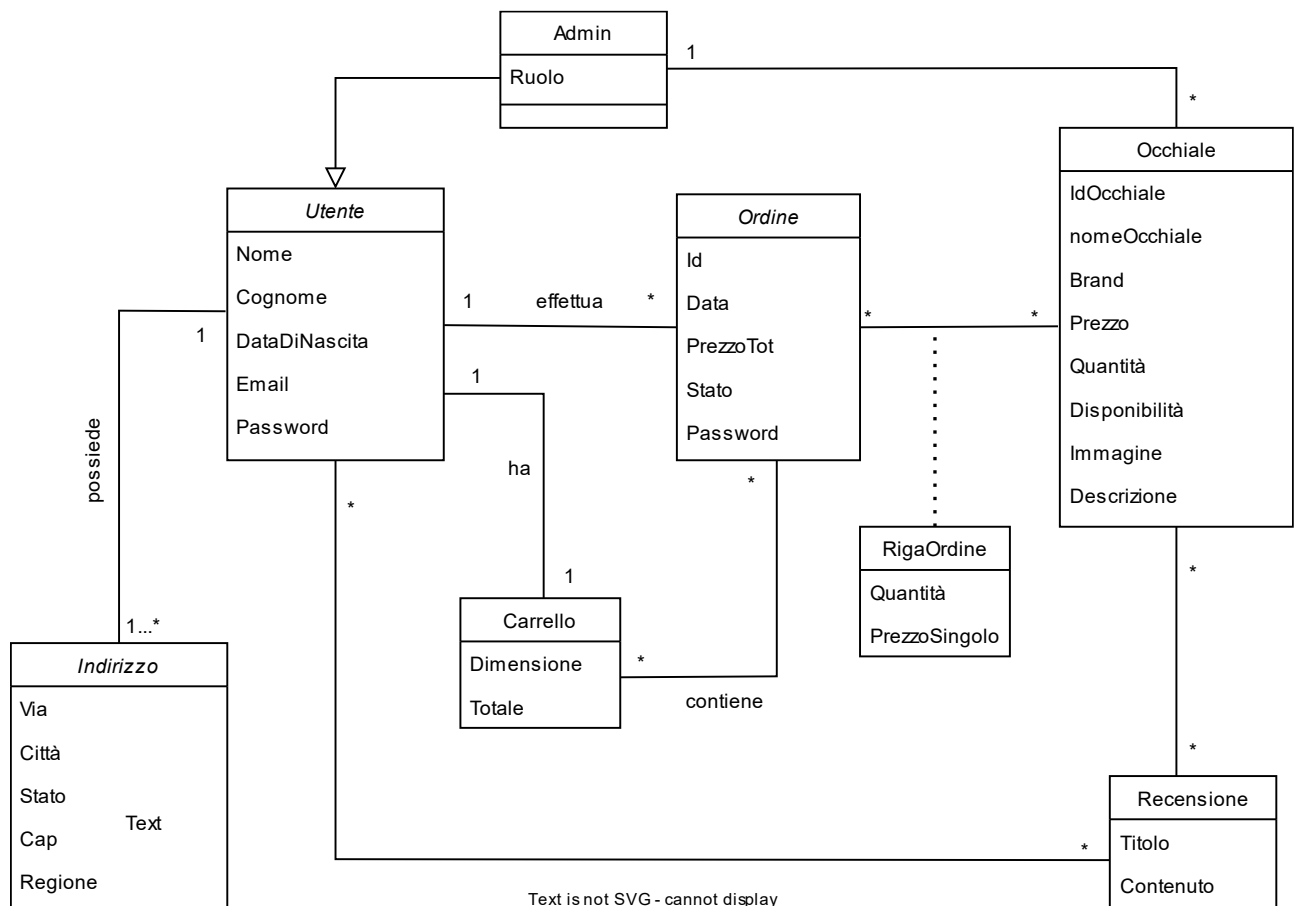 Admin
Ruolo
1
*
Occhiale
IdOcchiale
nomeOcchiale
Brand
Prezzo
Quantità
Disponibilità
Immagine
Descrizione
Utente
Nome
Cognome
DataDiNascita
Email
Password
1
effettua
*
Ordine
Id
Data
PrezzoTot
Stato
Password
*
*
1
possiede
1...*
1
ha
1
*
*
Carrello
Dimensione
Totale
*
contiene
RigaOrdine
Quantità
PrezzoSingolo
*
*
Indirizzo
Via
Città
Stato
Text
Cap
Regione
*
Recensione
Titolo
Contenuto
Text is not SVG - cannot display